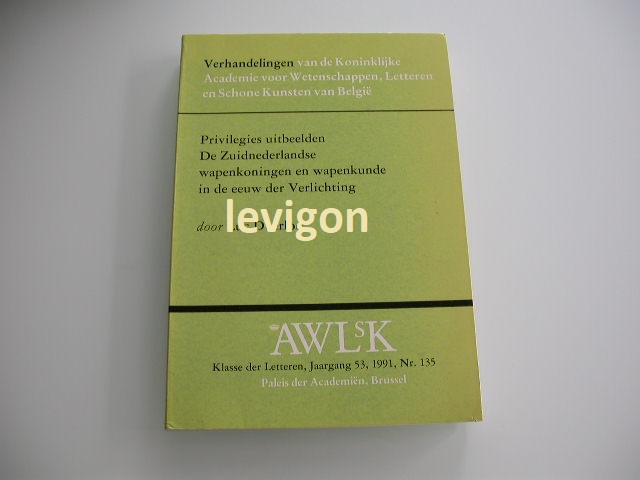 Verhandelingen van de Koninklijke
Academie voor Wetenschappen, Letteren
en Schone Kunsten van België
Privilegies uitbeelden
De Zuidnederlandse
wapenkoningen en wapenkunde
in de eeuw der Verlichting
door
levigon
AWLSK
Klasse der Letteren, Jaargang 53, 1991, Nr. 135
Paleis der Academiën, Brussel